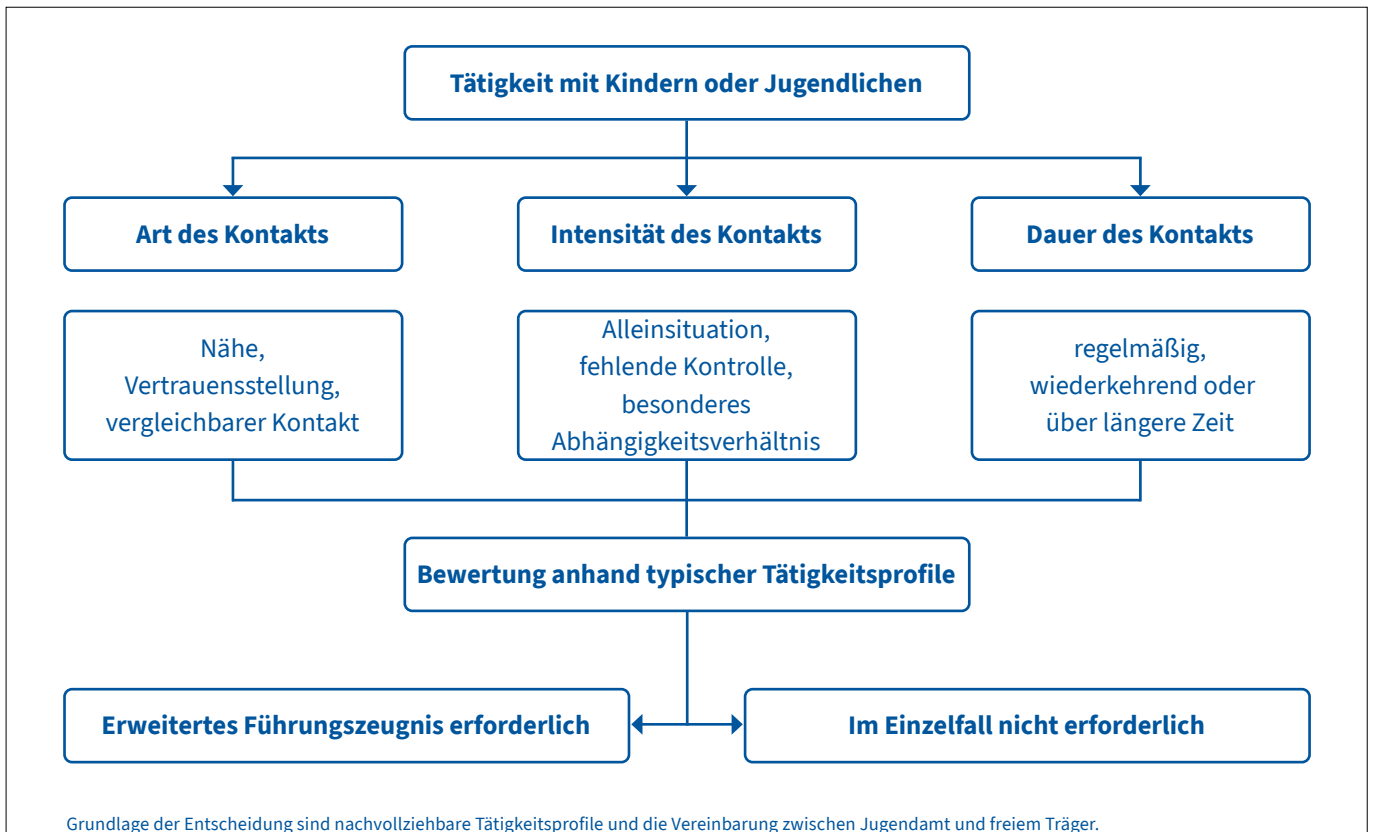 Tätigkeit mit Kindern oder Jugendlichen
Art des Kontakts
Intensität des Kontakts
Dauer des Kontakts
Nähe,
Vertrauensstellung,
vergleichbarer Kontakt
Alleinsituation,
fehlende Kontrolle,
besonderes
Abhängigkeitsverhältnis
regelmäßig,
wiederkehrend oder
über längere Zeit
Bewertung anhand typischer Tätigkeitsprofile
Erweitertes Führungszeugnis erforderlich
Im Einzelfall nicht erforderlich
Grundlage der Entscheidung sind nachvollziehbare Tätigkeitsprofile und die Vereinbarung zwischen Jugendamt und freiem Träger.